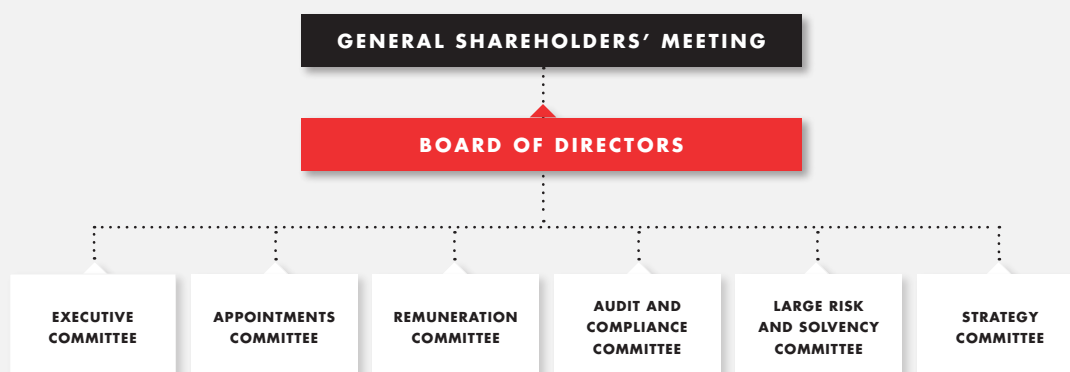 GENERAL SHAREHOLDERS’ MEETING
BOARD OF DIRECTORS
EXECUTIVE
COMMITTEE
APPOINTMENTS
COMMITTEE
REMUNERATION
COMMITTEE
AUDIT AND
COMPLIANCE
COMMITTEE
LARGE RISK
AND SOLVENCY
COMMITTEE
STRATEGY
COMMITTEE